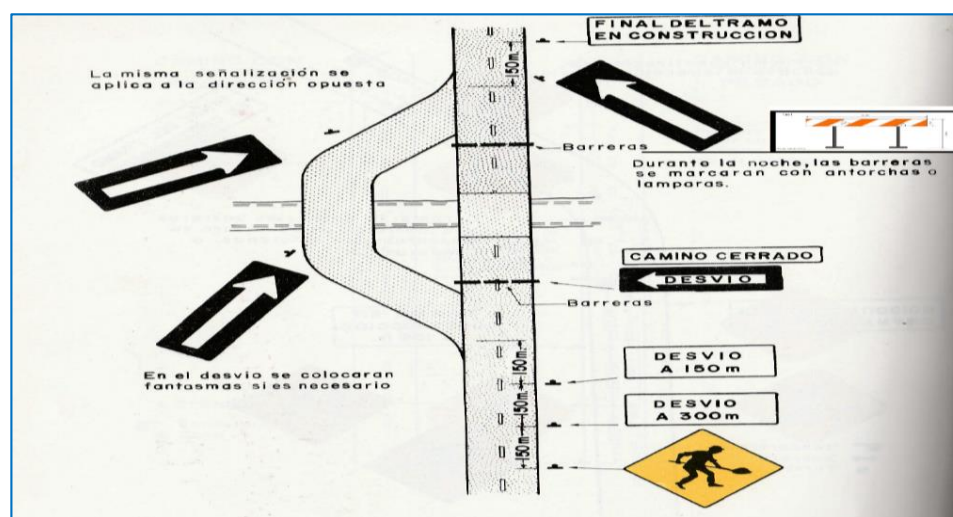 FINAL DEL TRAMO
EN CONSTRUCCION
150m.
La misma señalización se
aplica a la dirección opuesta
Barreras
Durante la noche, las barreras
se marcaran con antorchas o
lamparas.
CAMINO CERRADO
DESVIO
Barreras
En el desvio se colocaran
fantasmas si es necesario
150m.
DESVIO
A 150m
150m
DESVIO
A 300m
150m